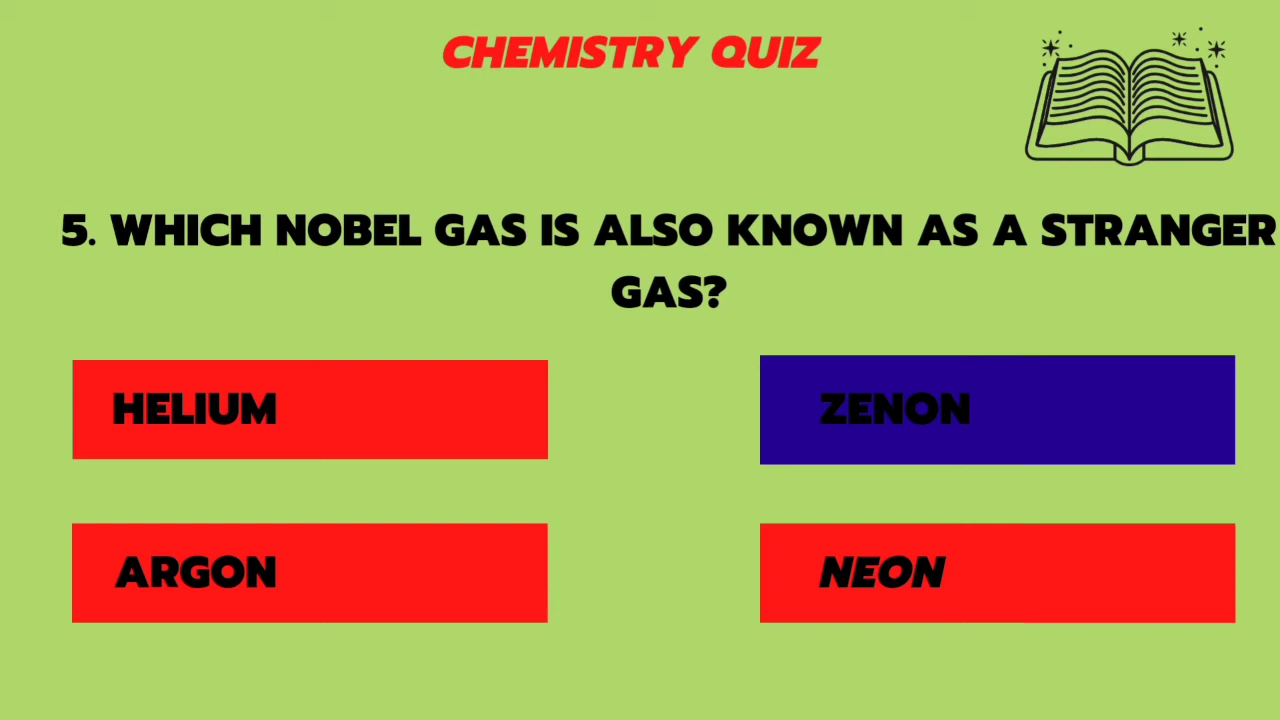 CHEMISTRY QUIZ
5. WHICH NOBEL GAS IS ALSO KNOWN AS A STRANGER
GAS?
HELIUM
ZENON
ARGON
NEON